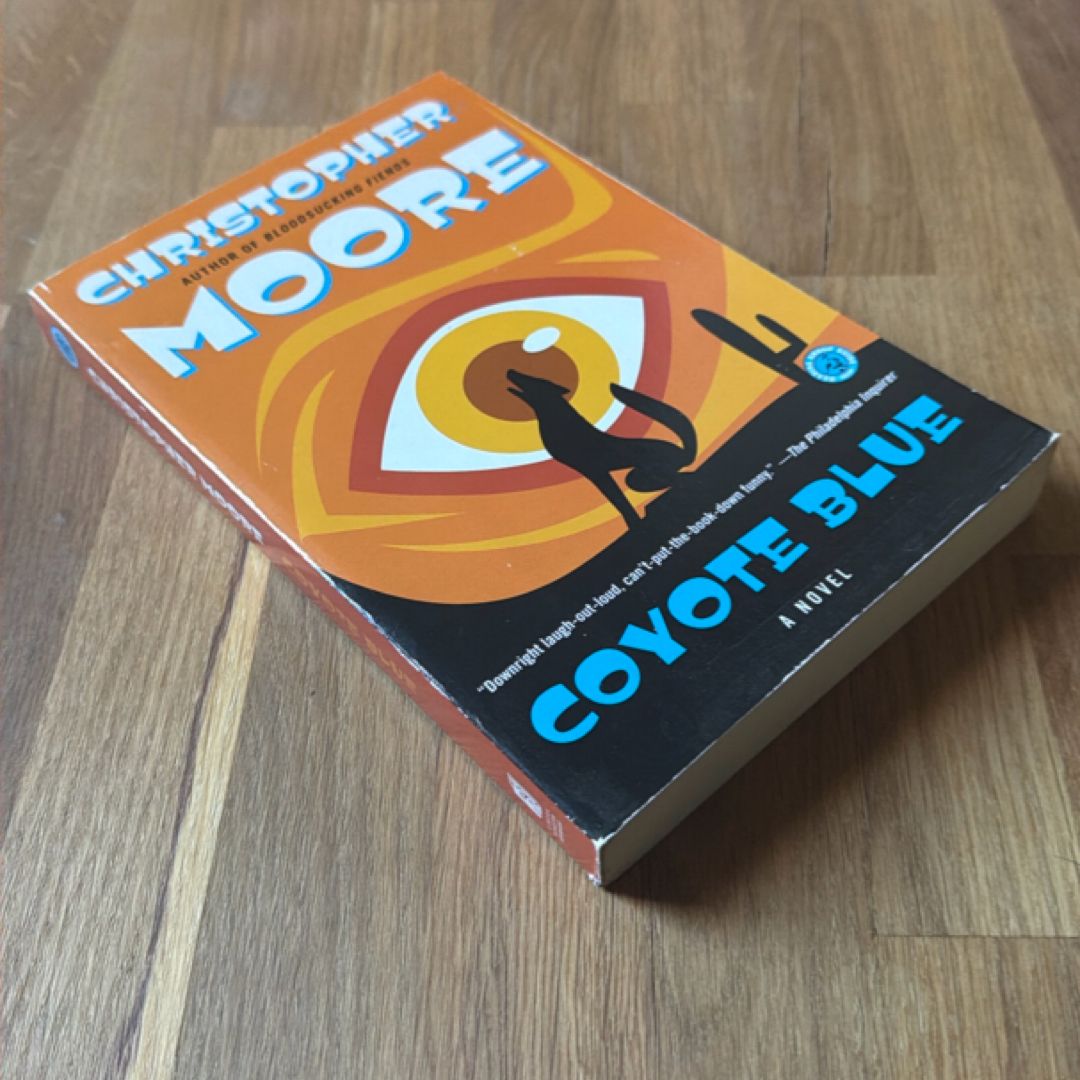 CHRISTOPHER
AUTHOR OF BLOODSUCKING FIENDS
MOORE
"Downright laugh-out-loud, can't-put-the-book-down funny." —The Philadelphia Inquirer
COYOTE BLUE
A NOVEL